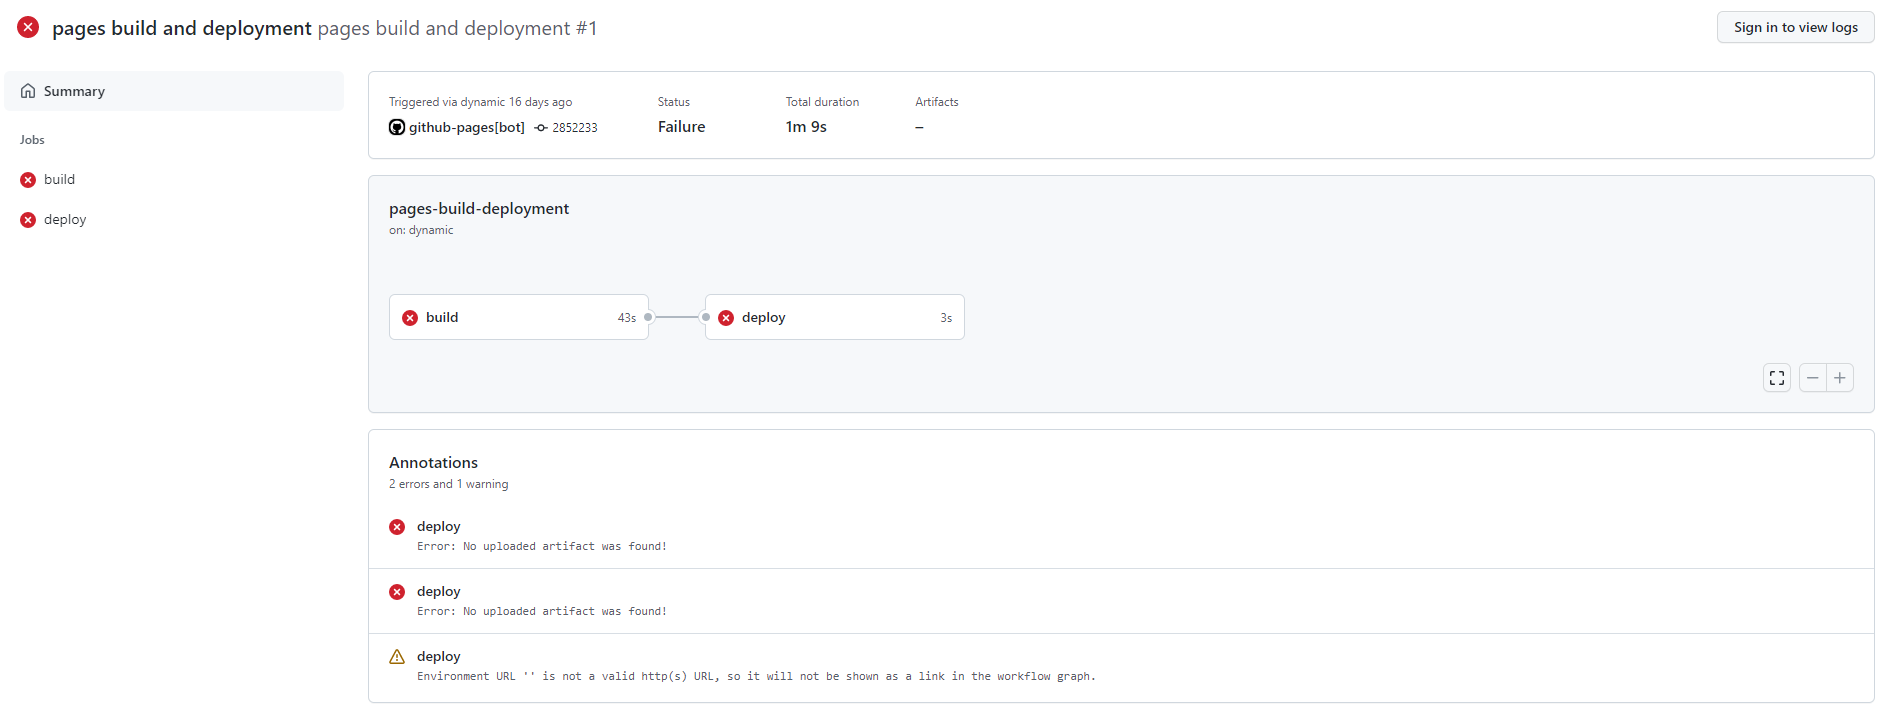 pages build and deployment pages build and deployment #1
Sign in to view logs
Summary
Jobs
build
deploy
Triggered via dynamic 16 days ago
github-pages[bot] 2852233
Status
Failure
Total duration
1m 9s
Artifacts
–
pages-build-deployment
on: dynamic
build 43s
deploy 3s
Annotations
2 errors and 1 warning
deploy
Error: No uploaded artifact was found!
deploy
Error: No uploaded artifact was found!
deploy
Environment URL '' is not a valid http(s) URL, so it will not be shown as a link in the workflow graph.